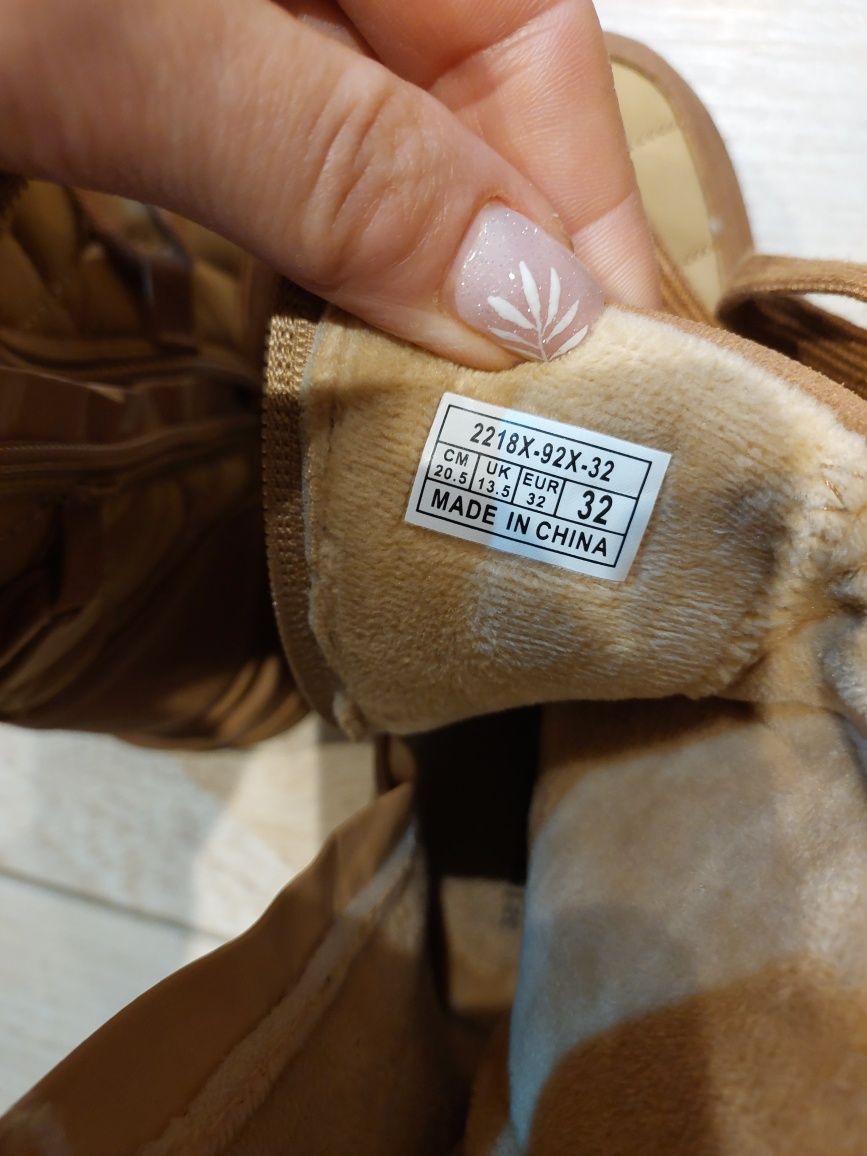 2218X-92X-32
CM UK EUR 32
20.5 13.5 32
MADE IN CHINA